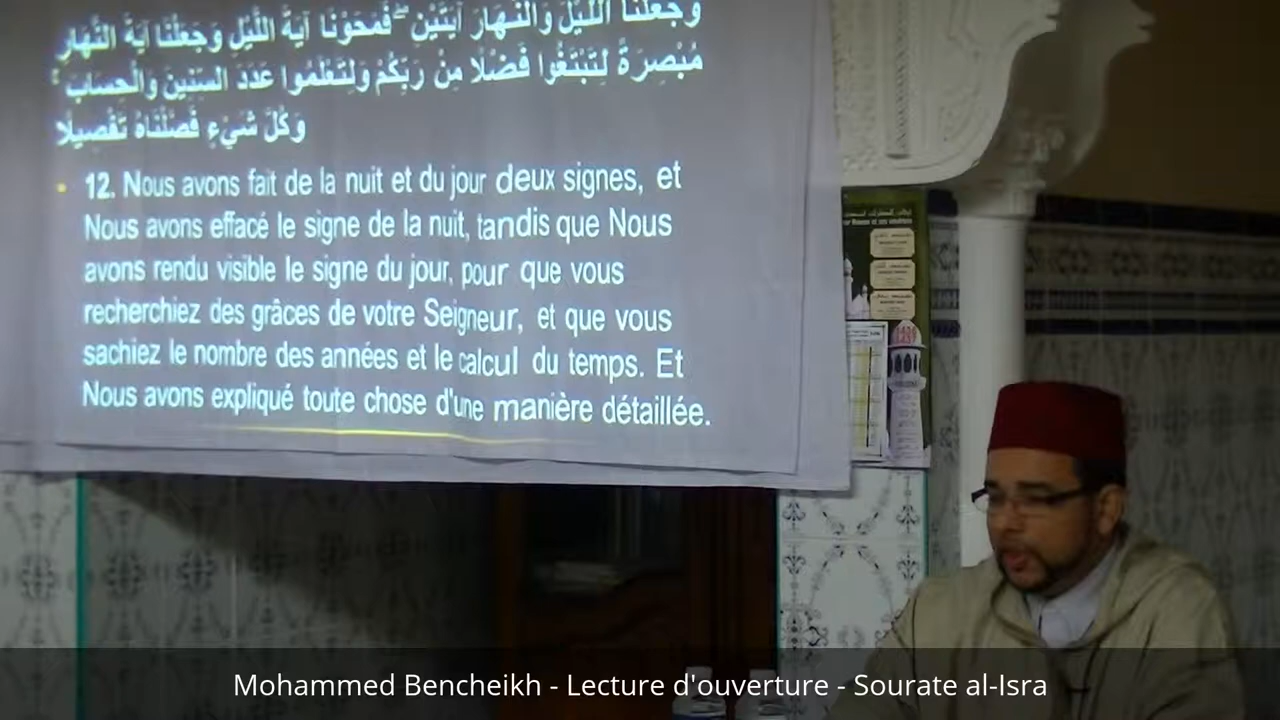 وَجَعَلْنَا اللَّيْلَ وَالنَّهَارَ آيَتَيْنِ ۖ فَمَحَوْنَا آيَةَ اللَّيْلِ وَجَعَلْنَا آيَةَ النَّهَارِ
مُبْصِرَةً لِتَبْتَغُوا فَضْلًا مِنْ رَبِّكُمْ وَلِتَعْلَمُوا عَدَدَ السِّنِينَ وَالْحِسَابَ ۚ
وَكُلَّ شَيْءٍ فَصَّلْنَاهُ تَفْصِيلًا
12. Nous avons fait de la nuit et du jour deux signes, et
Nous avons effacé le signe de la nuit, tandis que Nous
avons rendu visible le signe du jour, pour que vous
recherchiez des grâces de votre Seigneur, et que vous
sachiez le nombre des années et le calcul du temps. Et
Nous avons expliqué toute chose d'une manière détaillée.
Mohammed Bencheikh - Lecture d'ouverture - Sourate al-Isra